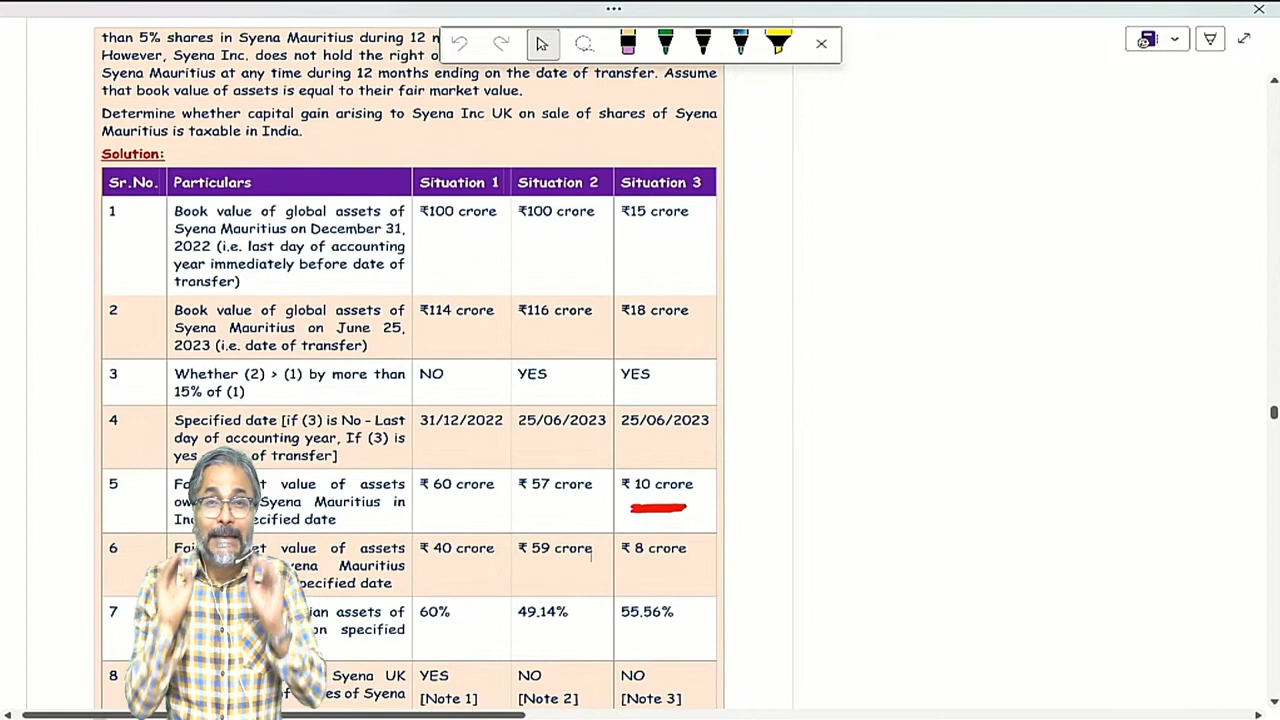 than 5% shares in Syena Mauritius during 12 m
However, Syena Inc. does not hold the right o
Syena Mauritius at any time during 12 months ending on the date of transfer. Assume
that book value of assets is equal to their fair market value.
Determine whether capital gain arising to Syena Inc UK on sale of shares of Syena
Mauritius is taxable in India.
Solution:
Sr.No. Particulars Situation 1 Situation 2 Situation 3
1 Book value of global assets of ₹100 crore ₹100 crore ₹15 crore
Syena Mauritius on December 31,
2022 (i.e. last day of accounting
year immediately before date of
transfer)
2 Book value of global assets of ₹114 crore ₹116 crore ₹18 crore
Syena Mauritius on June 25,
2023 (i.e. date of transfer)
3 Whether (2) > (1) by more than NO YES YES
15% of (1)
4 Specified date [if (3) is No - Last 31/12/2022 25/06/2023 25/06/2023
day of accounting year, If (3) is
yes of transfer]
5 value of assets ₹ 60 crore ₹ 57 crore ₹ 10 crore
Syena Mauritius in
date
6 value of assets ₹ 40 crore ₹ 59 crore ₹ 8 crore
Mauritius
date
7 assets of 60% 49.14% 55.56%
specified
8 Syena UK YES NO NO
of Syena [Note 1] [Note 2] [Note 3]